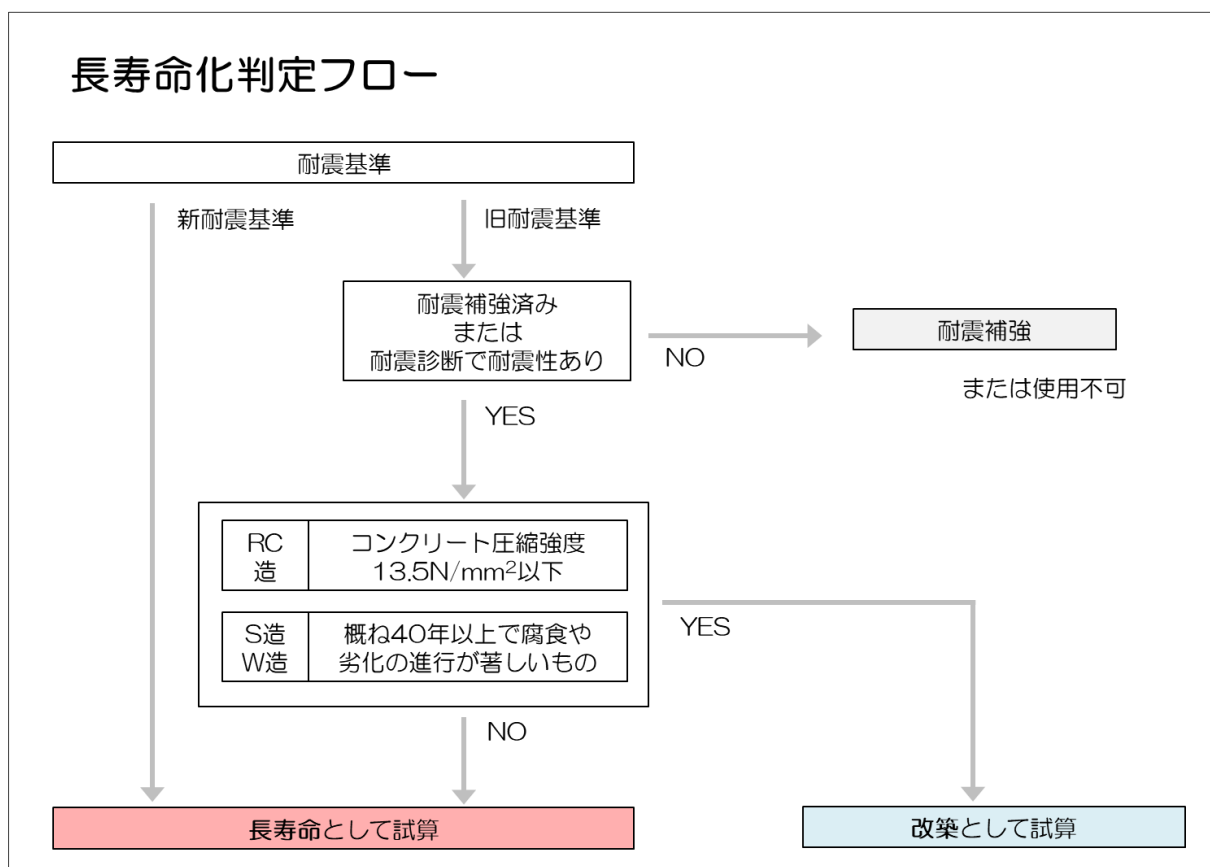 長寿命化判定フロー
耐震基準
新耐震基準
旧耐震基準
耐震補強済み
または
耐震診断で耐震性あり
NO
耐震補強
または使用不可
YES
RC
造
コンクリート圧縮強度
13.5N/mm²以下
S造
W造
概ね40年以上で腐食や
劣化の進行が著しいもの
YES
NO
長寿命として試算
改築として試算